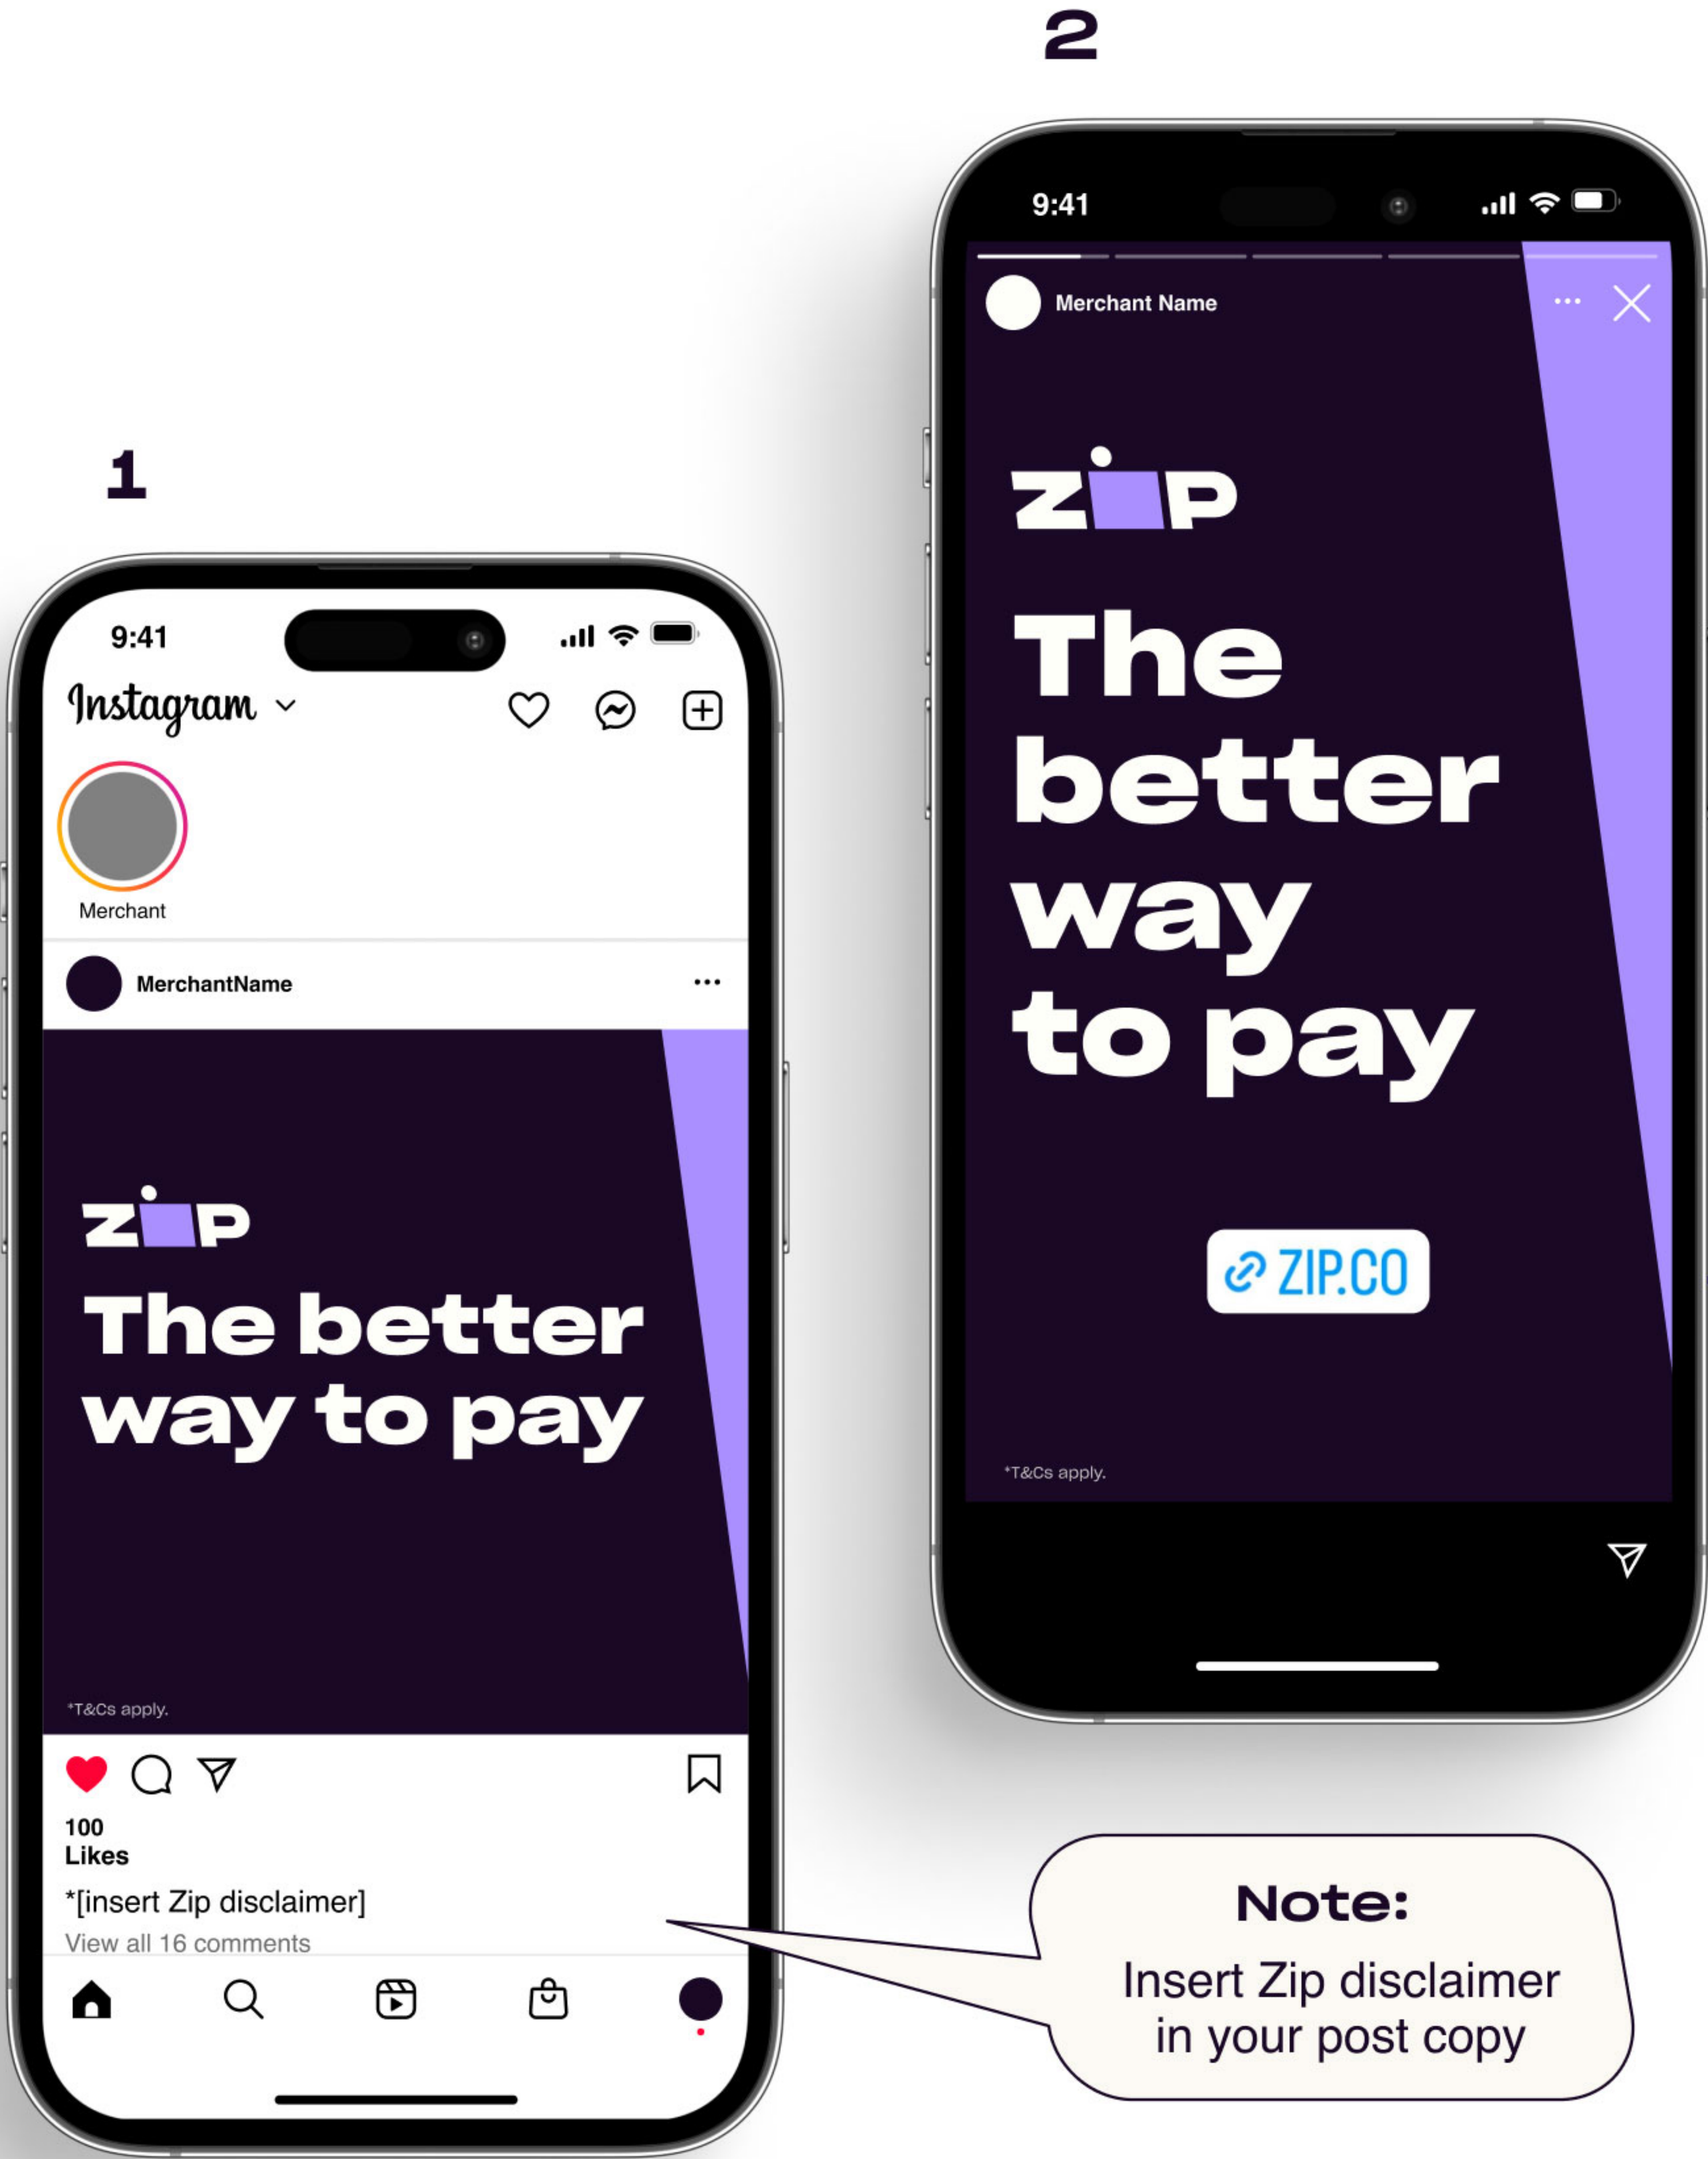 1
9:41
Instagram
Merchant
MerchantName
zip
The better
way to pay
*T&Cs apply.
100
Likes
*[insert Zip disclaimer]
View all 16 comments
2
9:41
Merchant Name
zip
The
better
way
to pay
ZIP.CO
*T&Cs apply.
Note:
Insert Zip disclaimer
in your post copy